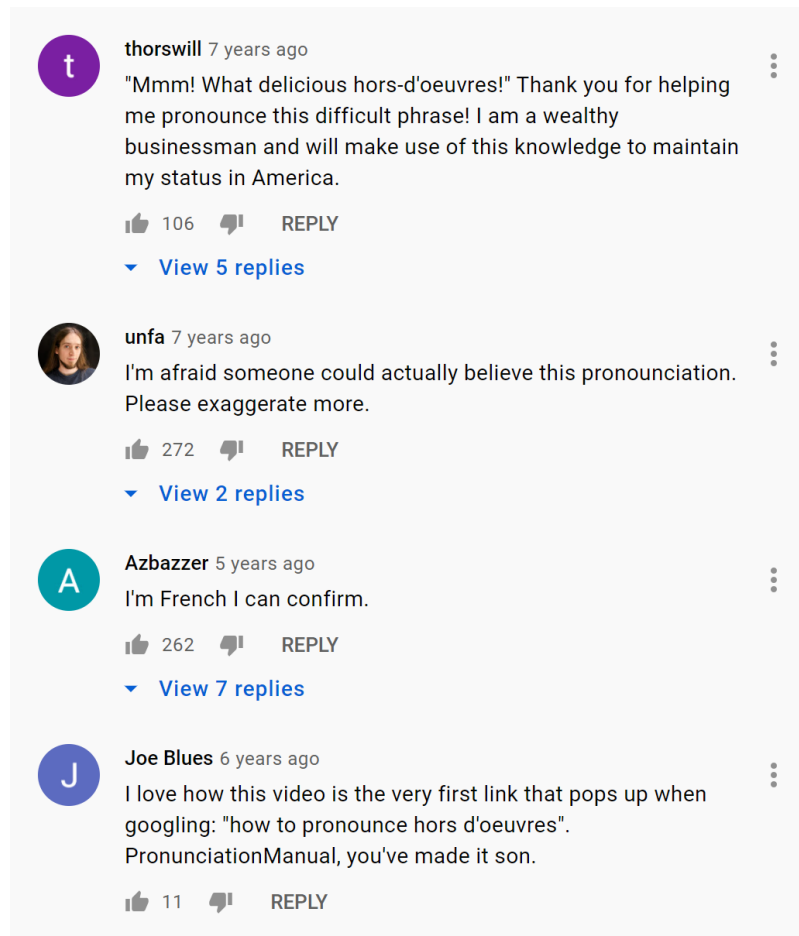 t
thorswill 7 years ago
"Mmm! What delicious hors-d'oeuvres!" Thank you for helping
me pronounce this difficult phrase! I am a wealthy
businessman and will make use of this knowledge to maintain
my status in America.
106 REPLY
View 5 replies
unfa 7 years ago
I'm afraid someone could actually believe this pronounciation.
Please exaggerate more.
272 REPLY
View 2 replies
A
Azbazzer 5 years ago
I'm French I can confirm.
262 REPLY
View 7 replies
J
Joe Blues 6 years ago
I love how this video is the very first link that pops up when
googling: "how to pronounce hors d'oeuvres".
PronunciationManual, you've made it son.
11 REPLY